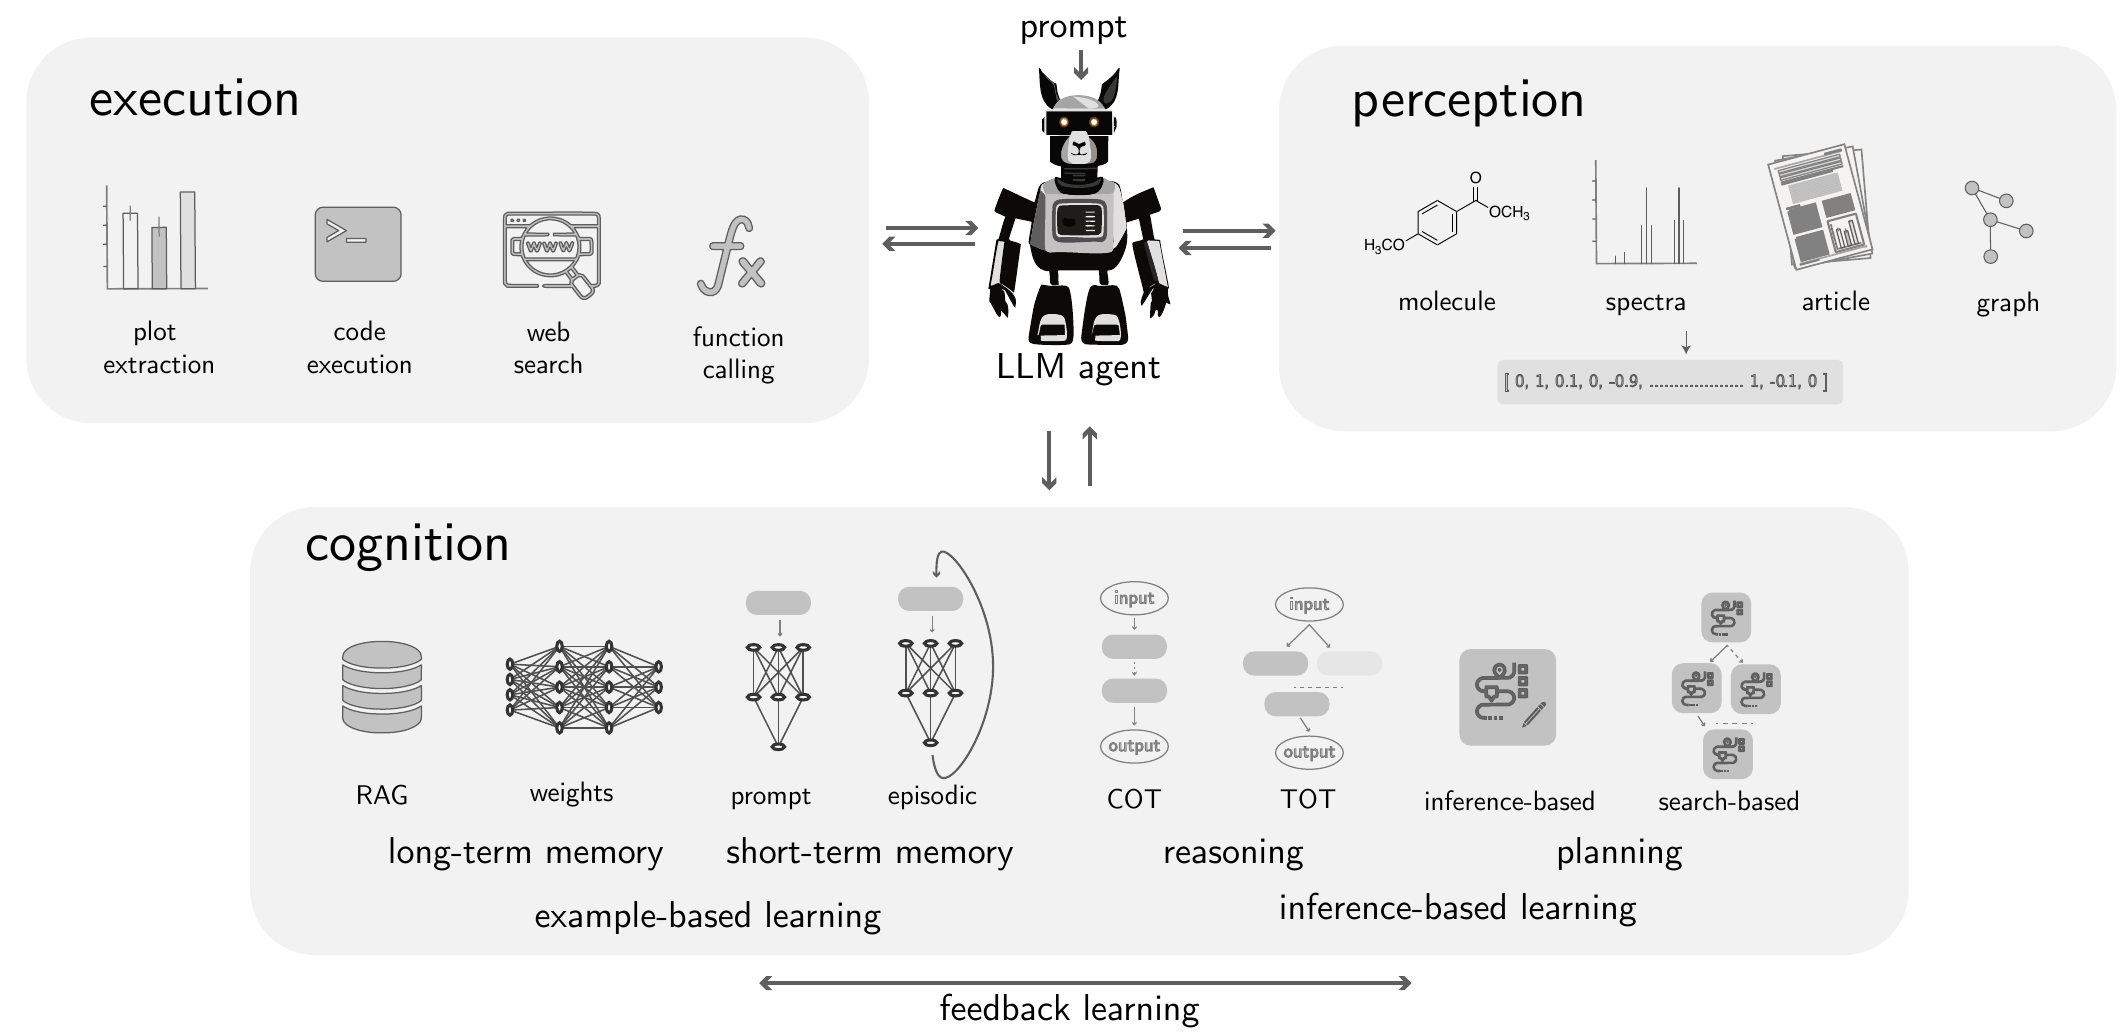 prompt
execution
plot
extraction
code
execution
www
web
search
fx
function
calling
LLM agent
perception
O
OCH3
H3CO
molecule
spectra
article
graph
[ 0, 1, 0.1, 0, -0.9, ................... 1, -0.1, 0 ]
cognition
RAG
weights
prompt
episodic
input
output
COT
input
output
TOT
inference-based
search-based
long-term memory
short-term memory
reasoning
planning
example-based learning
inference-based learning
feedback learning